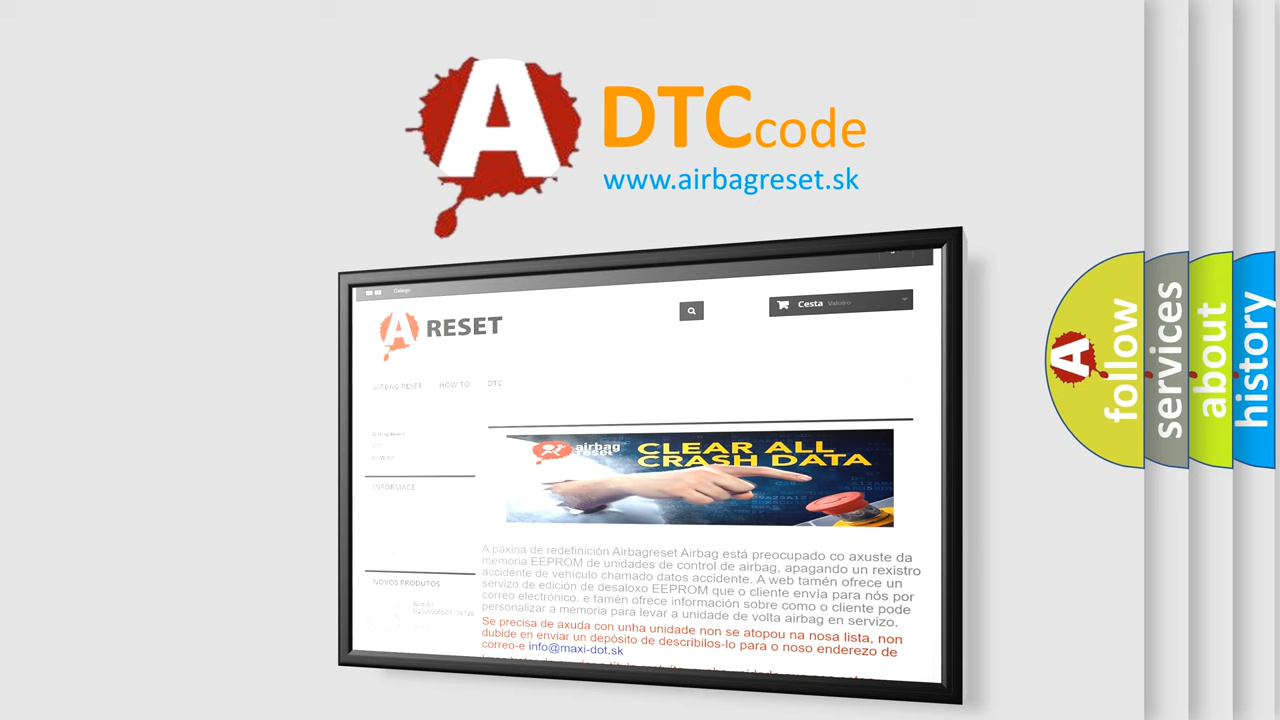 A
DTCcode
www.airbagreset.sk
Galego
A RESET
Cesta Valeiro
AIRBAG RESET HOW TO DTC
INFORMACE
NOVOS PRODUTOS
airbag
reset
CLEAR ALL
CRASH DATA
A páxina de redefinición Airbagreset Airbag está preocupado co axuste da
memoria EEPROM de unidades de control de airbag, apagando un rexistro
accidente de vehículo chamado datos accidente. A web tamén ofrece un
servizo de edición de desaloxo EEPROM que o cliente envía para nós por
correo electrónico, e tamén ofrece información sobre como o cliente pode
personalizar a memoria para levar a unidade de volta airbag en servizo.
Se precisa de axuda con unha unidade non se atopou na nosa lista, non
dubide en enviar un depósito de describilos-lo para o noso enderezo de
correo-e info@maxi-dot.sk
A
follow
services
about
history